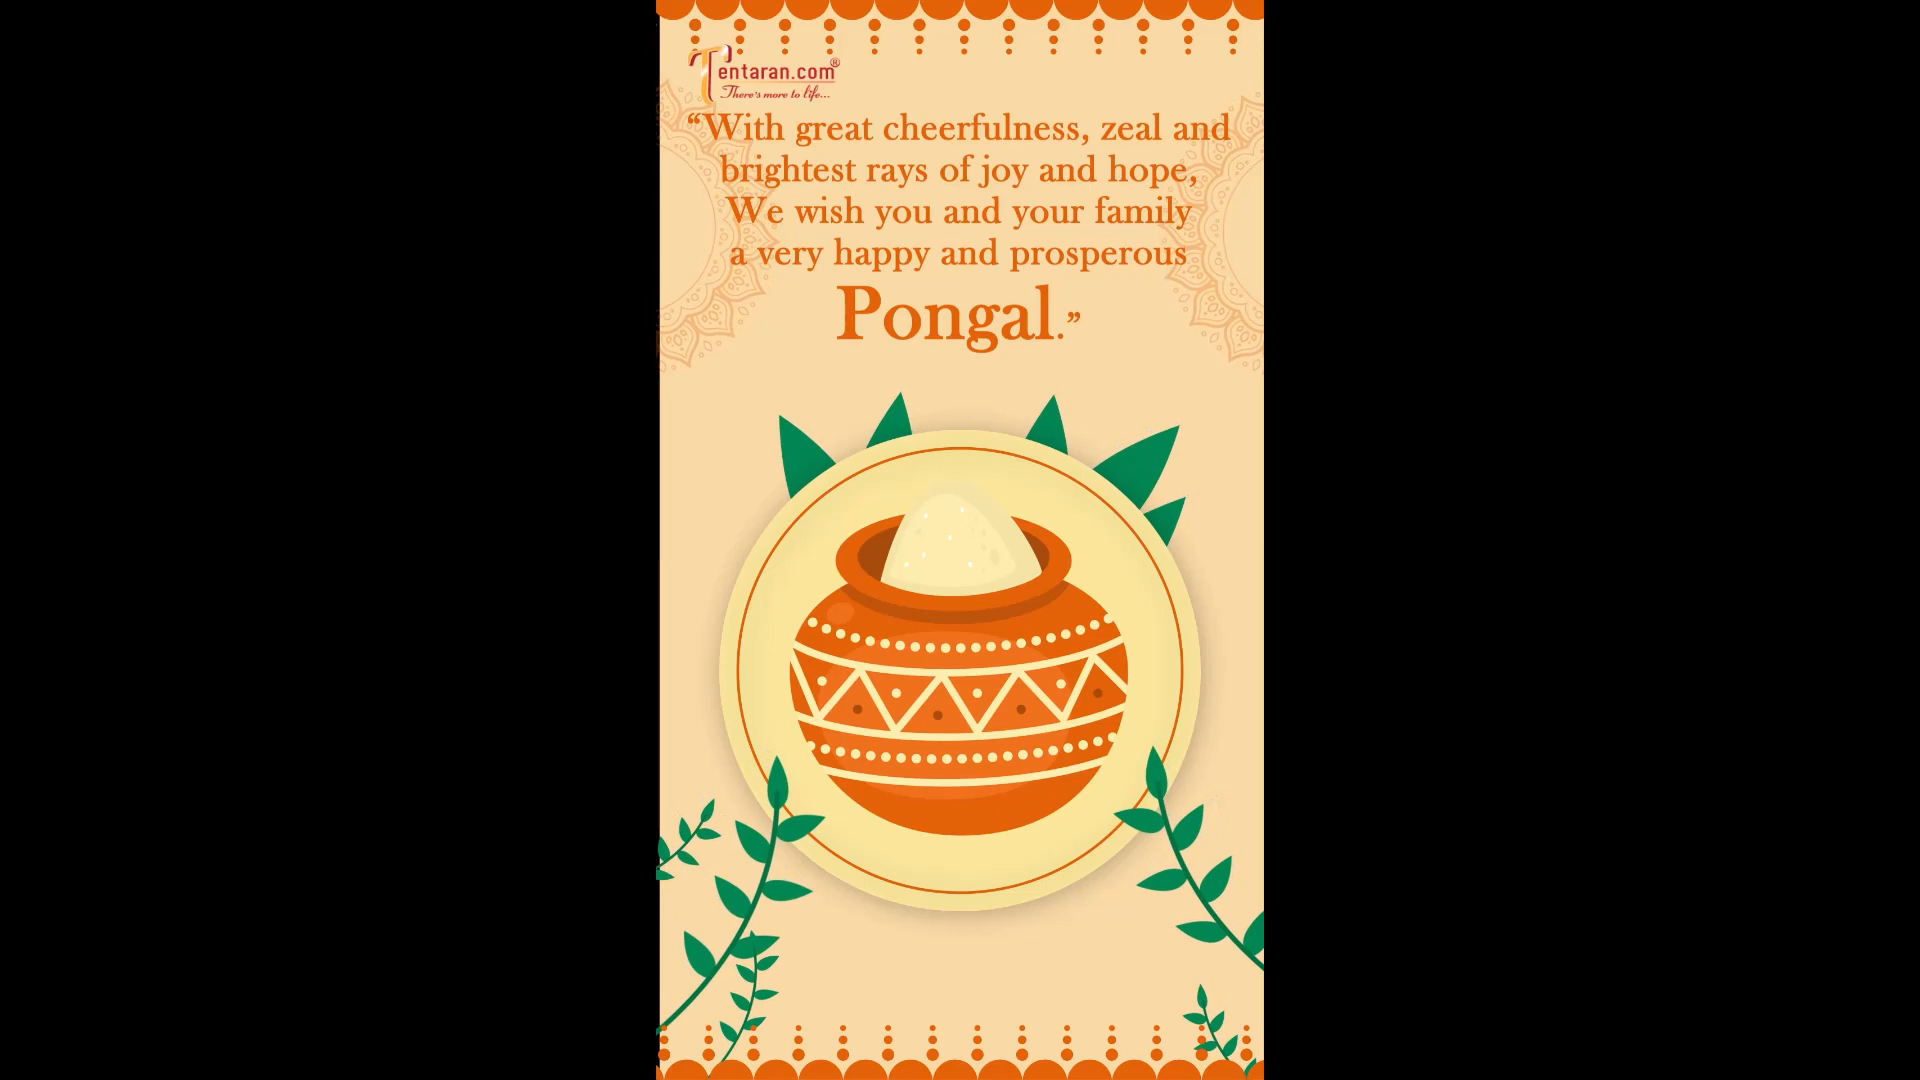 Tentaran.com®
There's more to life...
“With great cheerfulness, zeal and
brightest rays of joy and hope,
We wish you and your family
a very happy and prosperous
Pongal.”